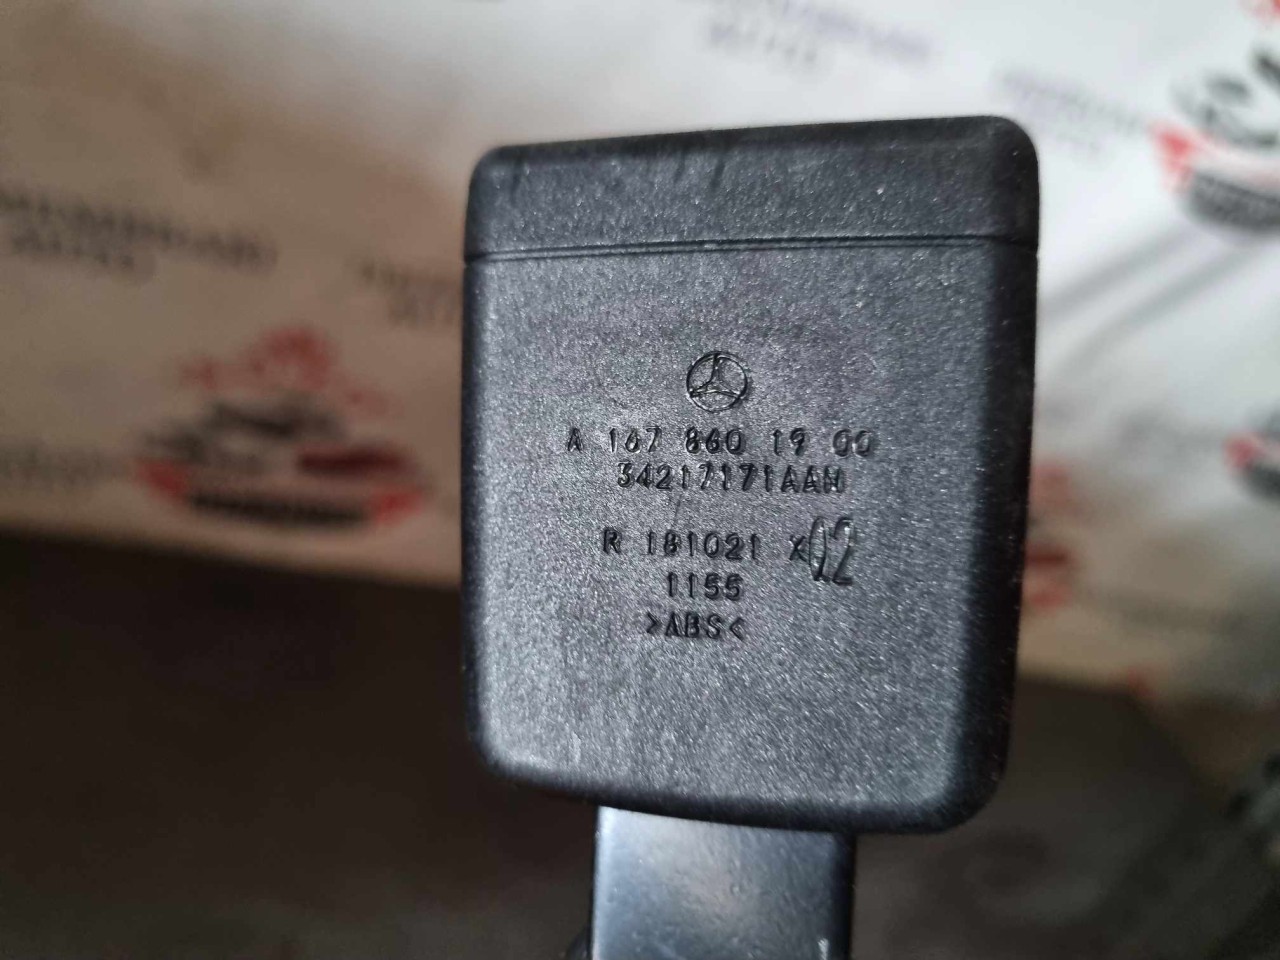 A 167 860 19 00
34217171AAH
R 181021 X02
1155
>ABS<